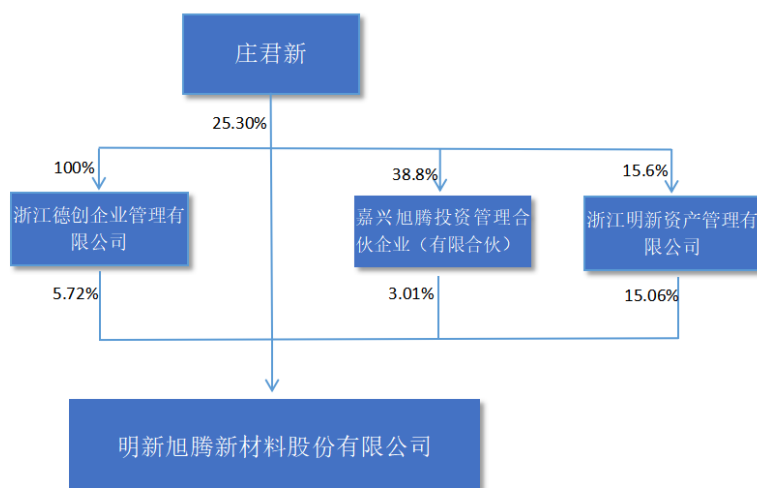 庄君新
25.30%
100%
38.8%
15.6%
浙江德创企业管理有
限公司
嘉兴旭腾投资管理合
伙企业（有限合伙）
浙江明新资产管理有
限公司
5.72%
3.01%
15.06%
明新旭腾新材料股份有限公司